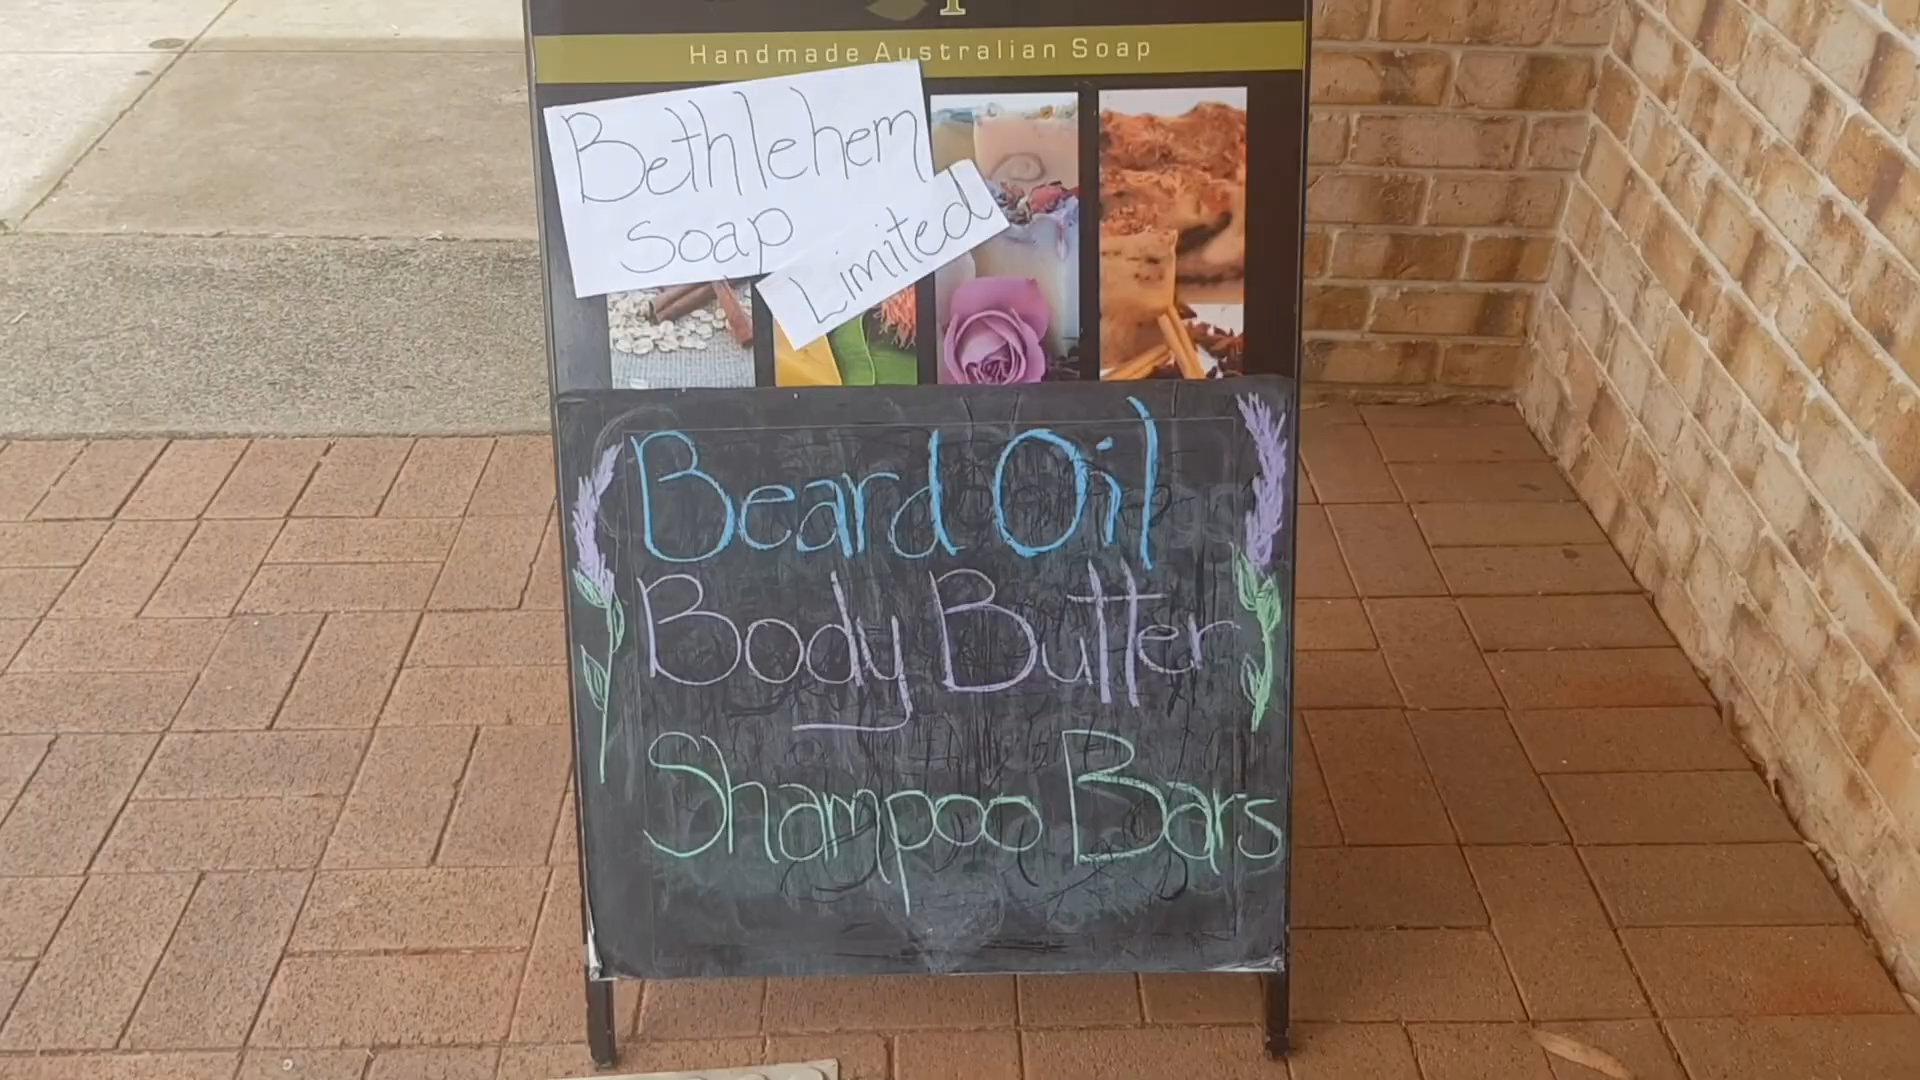 Handmade Australian Soap
Bethlehem
soap
Limited
Beard Oil
Body Butter
Shampoo Bars